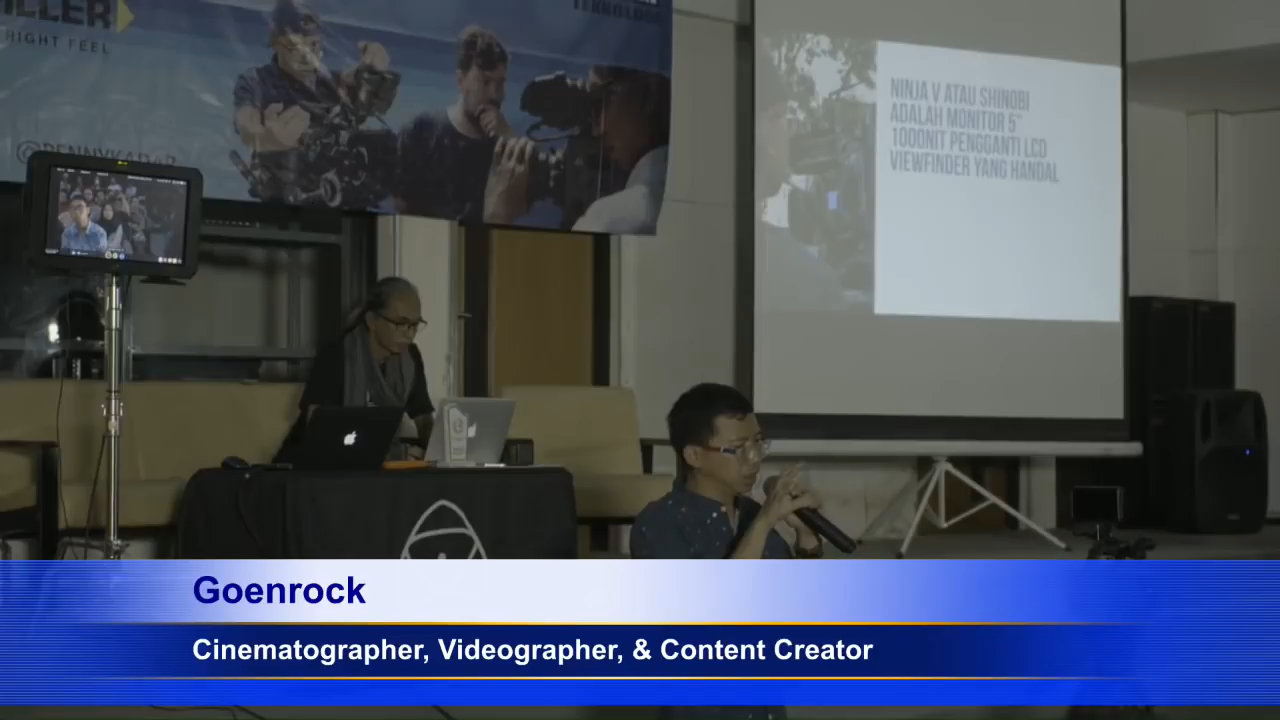 RIGHT FEEL
NINJA V ATAU SHINOBI
ADALAH MONITOR 5"
1000NIT PENGGANTI LCD
VIEWFINDER YANG HANDAL
Goenrock
Cinematographer, Videographer, & Content Creator